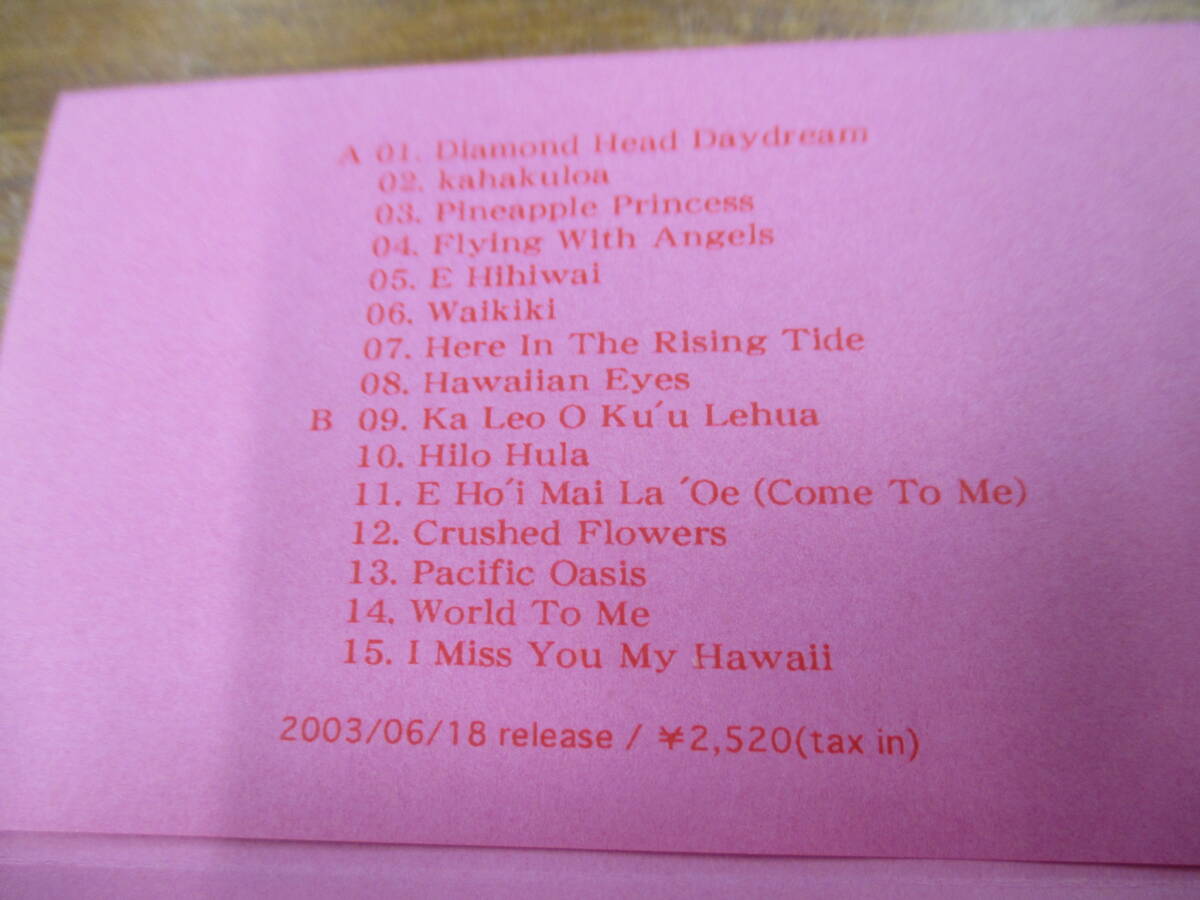 A 01. Diamond Head Daydream
02. kahakuloa
03. Pineapple Princess
04. Flying With Angels
05. E Hihiwai
06. Waikiki
07. Here In The Rising Tide
08. Hawaiian Eyes
B 09. Ka Leo O Ku´u Lehua
10. Hilo Hula
11. E Ho´i Mai La ´Oe (Come To Me)
12. Crushed Flowers
13. Pacific Oasis
14. World To Me
15. I Miss You My Hawaii
2003/06/18 release / ¥2,520(tax in)